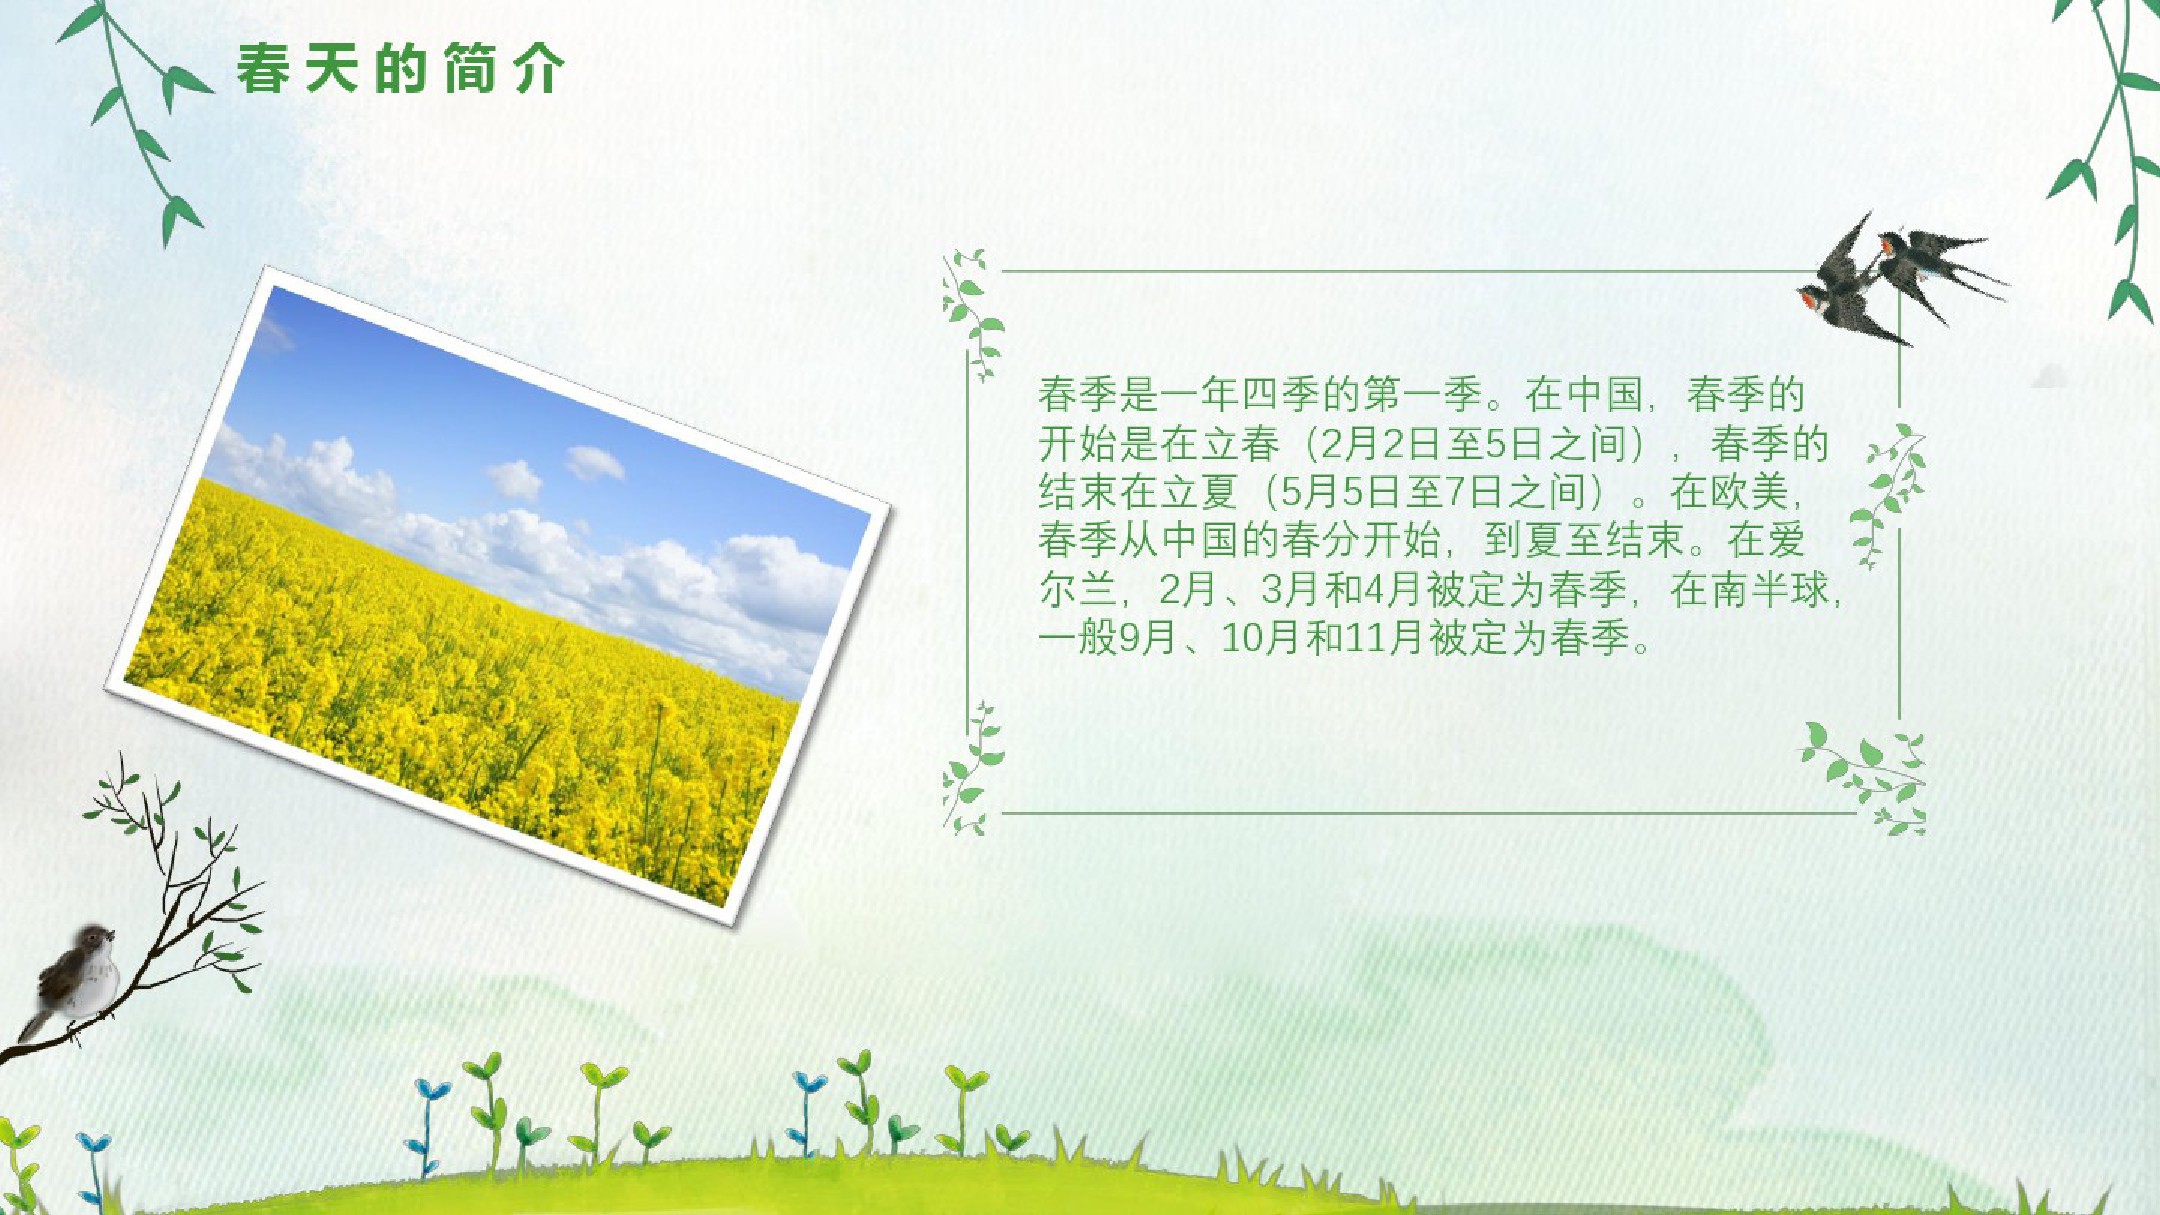 春天的简介
春季是一年四季的第一季。在中国，春季的
开始是在立春（2月2日至5日之间），春季的
结束在立夏（5月5日至7日之间）。在欧美，
春季从中国的春分开始，到夏至结束。在爱
尔兰，2月、3月和4月被定为春季，在南半球，
一般9月、10月和11月被定为春季。